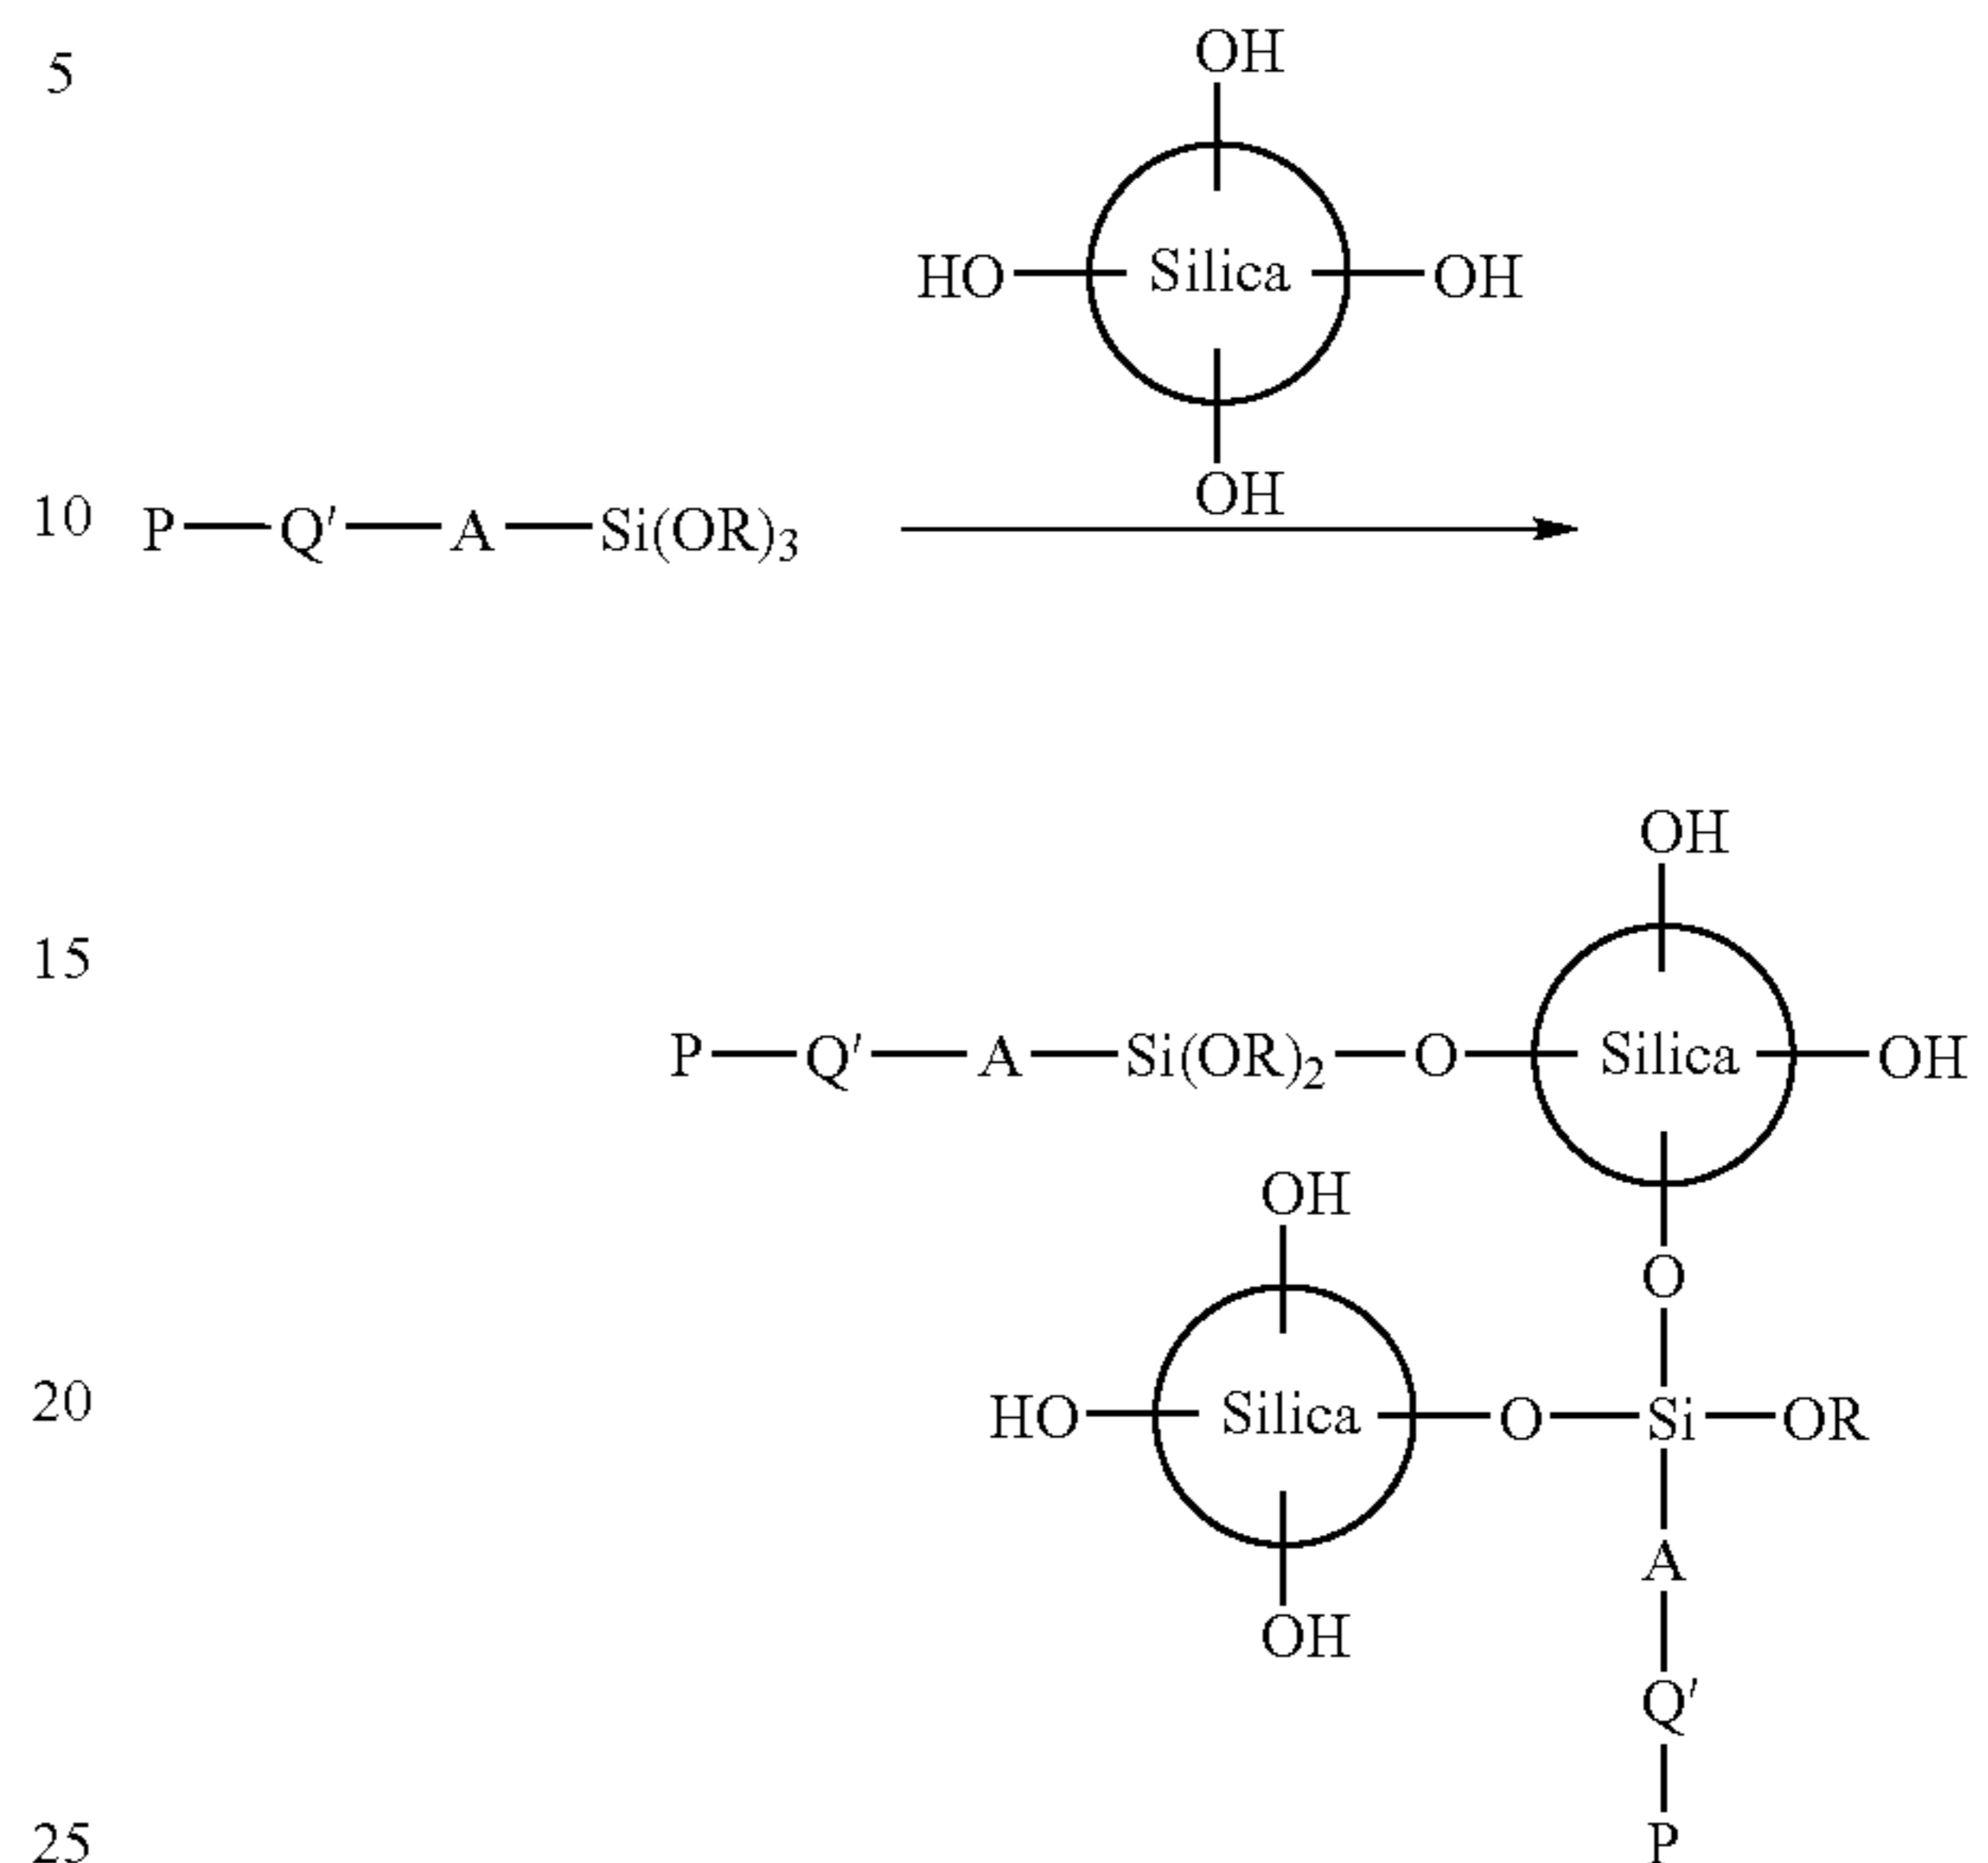 5
OH
HO Silica OH
OH
10 P Q' A Si(OR)3
OH
15
P Q' A Si(OR)2 O Silica OH
OH
O
20 HO Silica O Si OR
A
OH
Q'
25 P